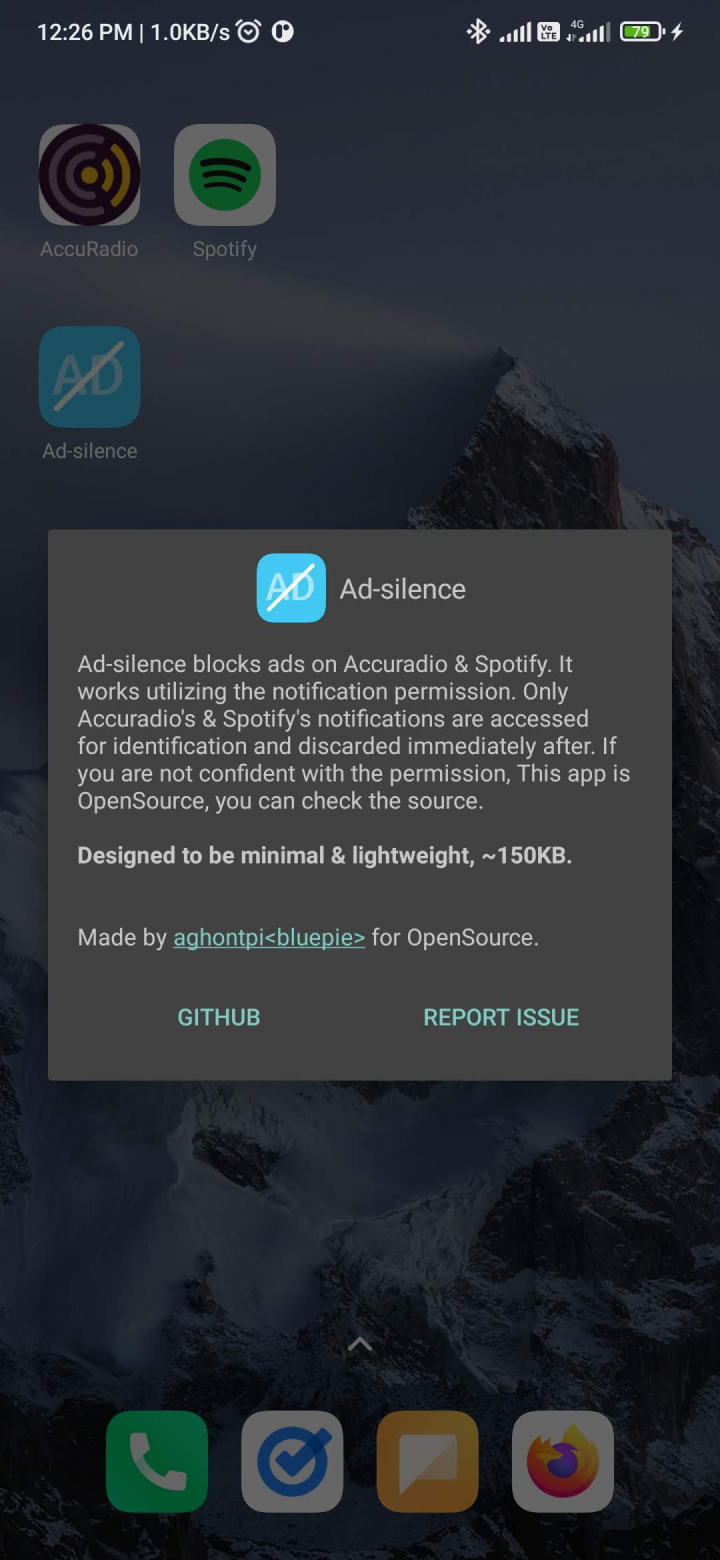 12:26 PM | 1.0KB/s
Vo
LTE
4G
79
AccuRadio
Spotify
AD
Ad-silence
AD
Ad-silence
Ad-silence blocks ads on Accuradio & Spotify. It
works utilizing the notification permission. Only
Accuradio's & Spotify's notifications are accessed
for identification and discarded immediately after. If
you are not confident with the permission, This app is
OpenSource, you can check the source.
Designed to be minimal & lightweight, ~150KB.
Made by aghontpi<bluepie> for OpenSource.
GITHUB
REPORT ISSUE